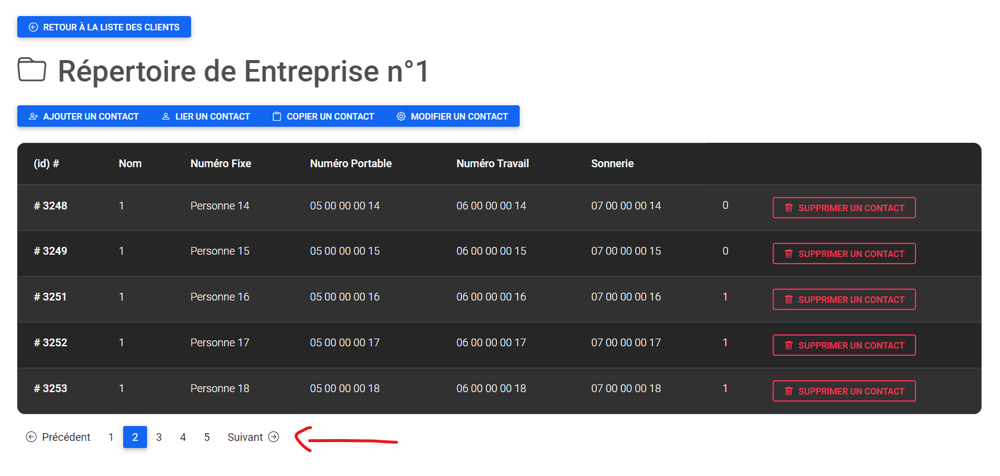 RETOUR À LA LISTE DES CLIENTS
Répertoire de Entreprise n°1
AJOUTER UN CONTACT LIER UN CONTACT COPIER UN CONTACT MODIFIER UN CONTACT
(id) # Nom Numéro Fixe Numéro Portable Numéro Travail Sonnerie
# 3248 1 Personne 14 05 00 00 00 14 06 00 00 00 14 07 00 00 00 14 0 SUPPRIMER UN CONTACT
# 3249 1 Personne 15 05 00 00 00 15 06 00 00 00 15 07 00 00 00 15 0 SUPPRIMER UN CONTACT
# 3251 1 Personne 16 05 00 00 00 16 06 00 00 00 16 07 00 00 00 16 1 SUPPRIMER UN CONTACT
# 3252 1 Personne 17 05 00 00 00 17 06 00 00 00 17 07 00 00 00 17 1 SUPPRIMER UN CONTACT
# 3253 1 Personne 18 05 00 00 00 18 06 00 00 00 18 07 00 00 00 18 1 SUPPRIMER UN CONTACT
Précédent 1 2 3 4 5 Suivant